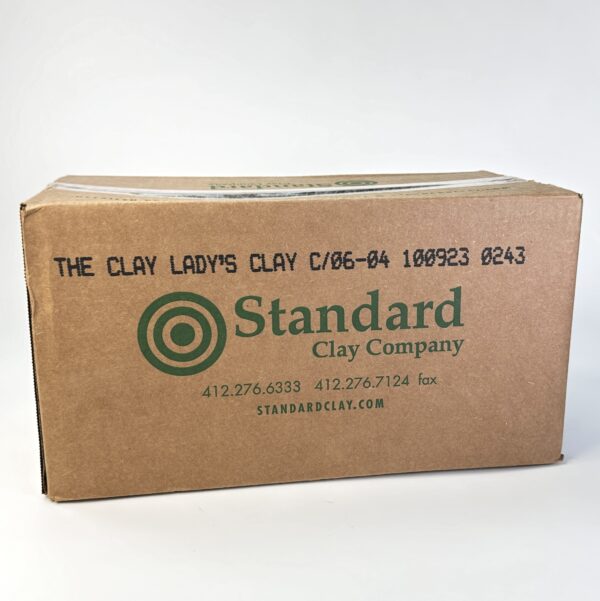 Standard
THE CLAY LADY'S CLAY C/06-04 100923 0243
Standard
Clay Company
412.276.6333 412.276.7124 fax
STANDARDCLAY.COM